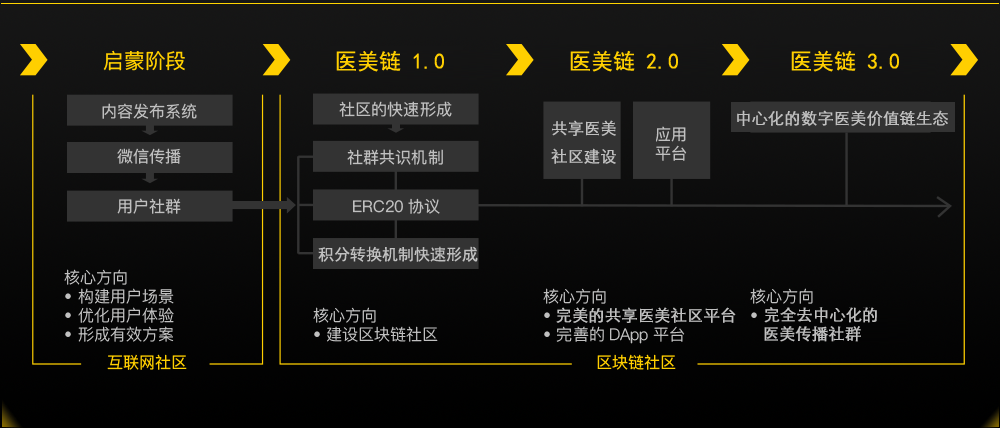 启蒙阶段
医美链 1.0
医美链 2.0
医美链 3.0
内容发布系统
微信传播
用户社群
社区的快速形成
社群共识机制
ERC20 协议
积分转换机制快速形成
共享医美
社区建设
应用
平台
中心化的数字医美价值链生态
核心方向
• 构建用户场景
• 优化用户体验
• 形成有效方案
核心方向
• 建设区块链社区
核心方向
• 完美的共享医美社区平台
• 完善的 DApp 平台
核心方向
• 完全去中心化的
医美传播社群
互联网社区
区块链社区